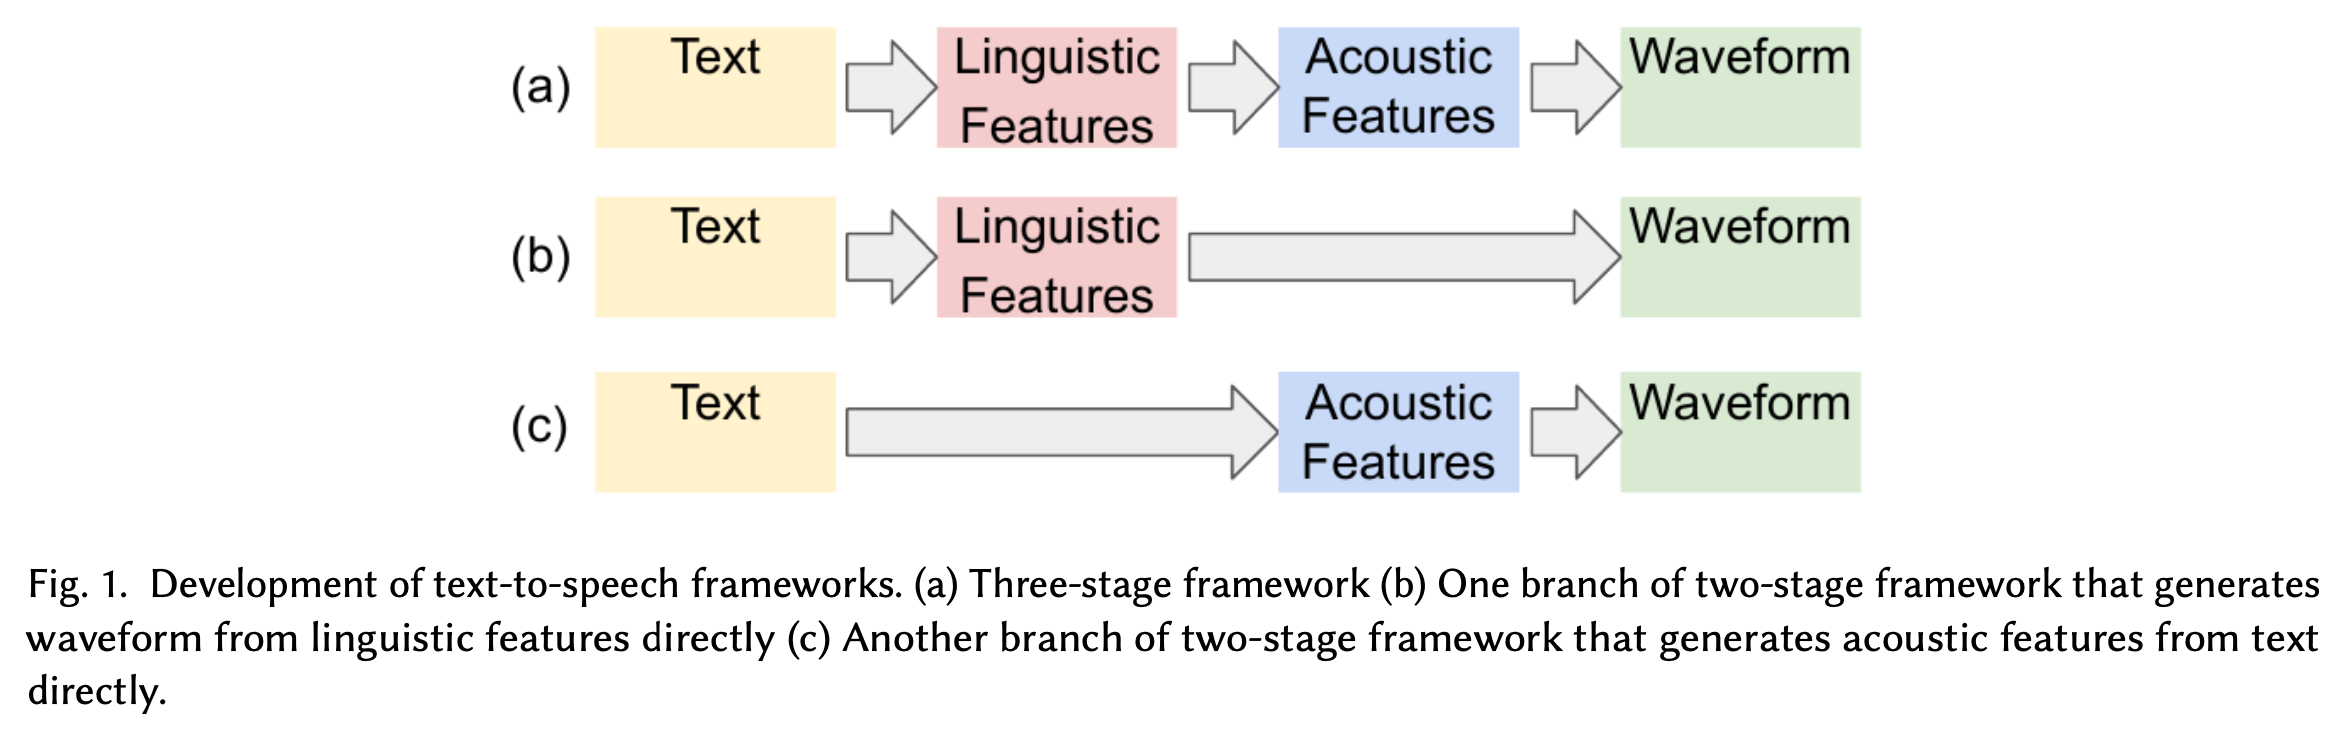 (a) Text Linguistic Features Acoustic Features Waveform
(b) Text Linguistic Features Waveform
(c) Text Acoustic Features Waveform
Fig. 1. Development of text-to-speech frameworks. (a) Three-stage framework (b) One branch of two-stage framework that generates
waveform from linguistic features directly (c) Another branch of two-stage framework that generates acoustic features from text
directly.